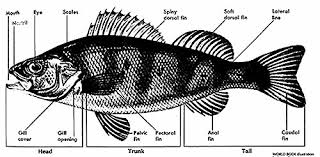 Mouth
Nostril
Eye
Scales
Spiny
dorsal fin
Soft
dorsal fin
Lateral
line
Gill
cover
Gill
opening
Pelvic
fin
Pectoral
fin
Anal
fin
Caudal
fin
Head
Trunk
Tail
WORLD BOOK illustration